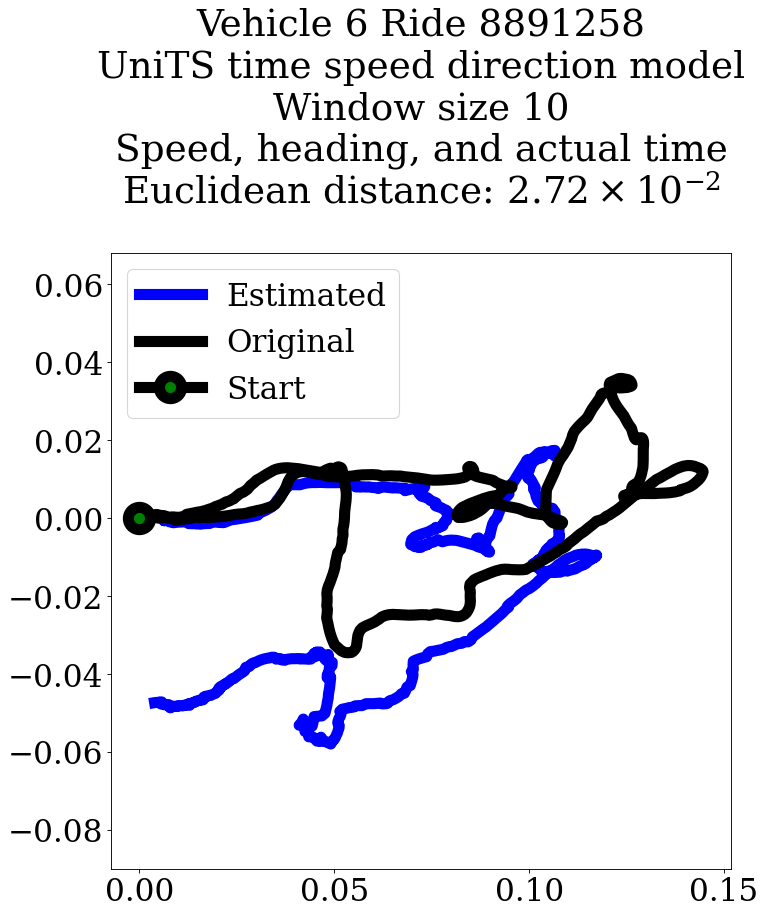 Vehicle 6 Ride 8891258
UniTS time speed direction model
Window size 10
Speed, heading, and actual time
Euclidean distance: 2.72 × 10⁻²
Estimated
Original
Start
0.06
0.04
0.02
0.00
−0.02
−0.04
−0.06
−0.08
0.00 0.05 0.10 0.15